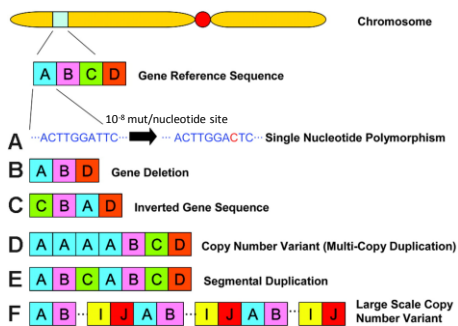 Chromosome
A B C D Gene Reference Sequence
10-8 mut/nucleotide site
A ···ACTTGGATTC··· ··· ACTTGGACTC··· Single Nucleotide Polymorphism
B A B D Gene Deletion
C C B A D Inverted Gene Sequence
D A A A A B C D Copy Number Variant (Multi-Copy Duplication)
E A B C A B C D Segmental Duplication
F A B ··· I J A B ··· I J A B ··· I J Large Scale Copy
Number Variant